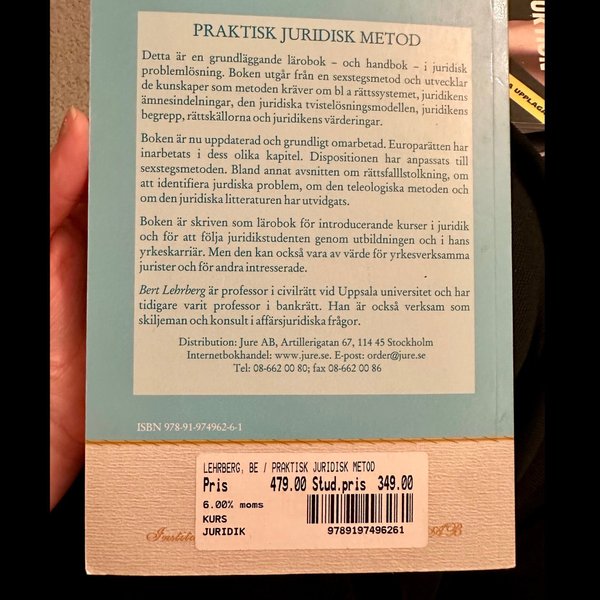 PRAKTISK JURIDISK METOD
Detta är en grundläggande lärobok – och handbok – i juridisk
problemlösning. Boken utgår från en sexstegsmetod och utvecklar
de kunskaper som metoden kräver om bl a rättssystemet, juridikens
ämnesindelningar, den juridiska tvistelösningsmodellen, juridikens
begrepp, rättskällorna och juridikens värderingar.
Boken är nu uppdaterad och grundligt omarbetad. Europarätten har
inarbetats i dess olika kapitel. Dispositionen har anpassats till
sexstegsmetoden. Bland annat avsnitten om rättsfallstolkning, om
att identifiera jurdiska problem, om den teleologiska metoden och
om den juridiska litteraturen har utvidgats.
Boken är skriven som lärobok för introducerande kurser i juridik
och för att följa juridikstudenten genom utbildningen och i hans
yrkeskarriär. Men den kan också vara av värde för yrkesverksamma
jurister och för andra intresserade.
Bert Lehrberg är professor i civilrätt vid Uppsala universitet och har
tidigare varit professor i bankrätt. Han är också verksam som
skiljeman och konsult i affärsjuridiska frågor.
Distribution: Jure AB, Artillerigatan 67, 114 45 Stockholm
Internetbokhandel: www.jure.se. E-post: order@jure.se
Tel: 08-662 00 80; fax 08-662 00 86
ISBN 978-91-974962-6-1
LEHRBERG, BE / PRAKTISK JURIDISK METOD
Pris 479.00 Stud.pris 349.00
6.00% moms
KURS
JURIDIK
9789197496261
AB
UPPLAGA